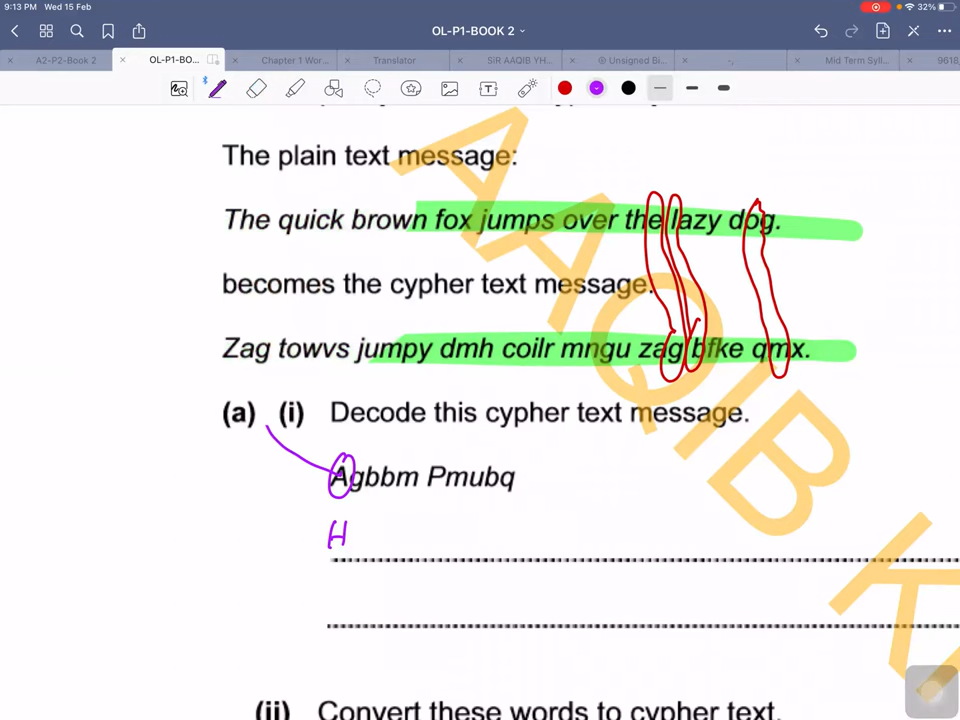 9:13 PM Wed 15 Feb
32%
OL-P1-BOOK 2
A2-P2-Book 2
OL-P1-BO...
Chapter 1 Wor...
Translator
SIR AAQIB YH...
Unsigned Bi...
Mid Term Syll...
9618
The plain text message:
The quick brown fox jumps over the lazy dog.
becomes the cypher text message.
Zag towvs jumpy dmh coilr mngu zag bfke qmx.
(a) (i) Decode this cypher text message.
Agbbm Pmubq
H
(ii) Convert these words to cypher text.
AAQIB K